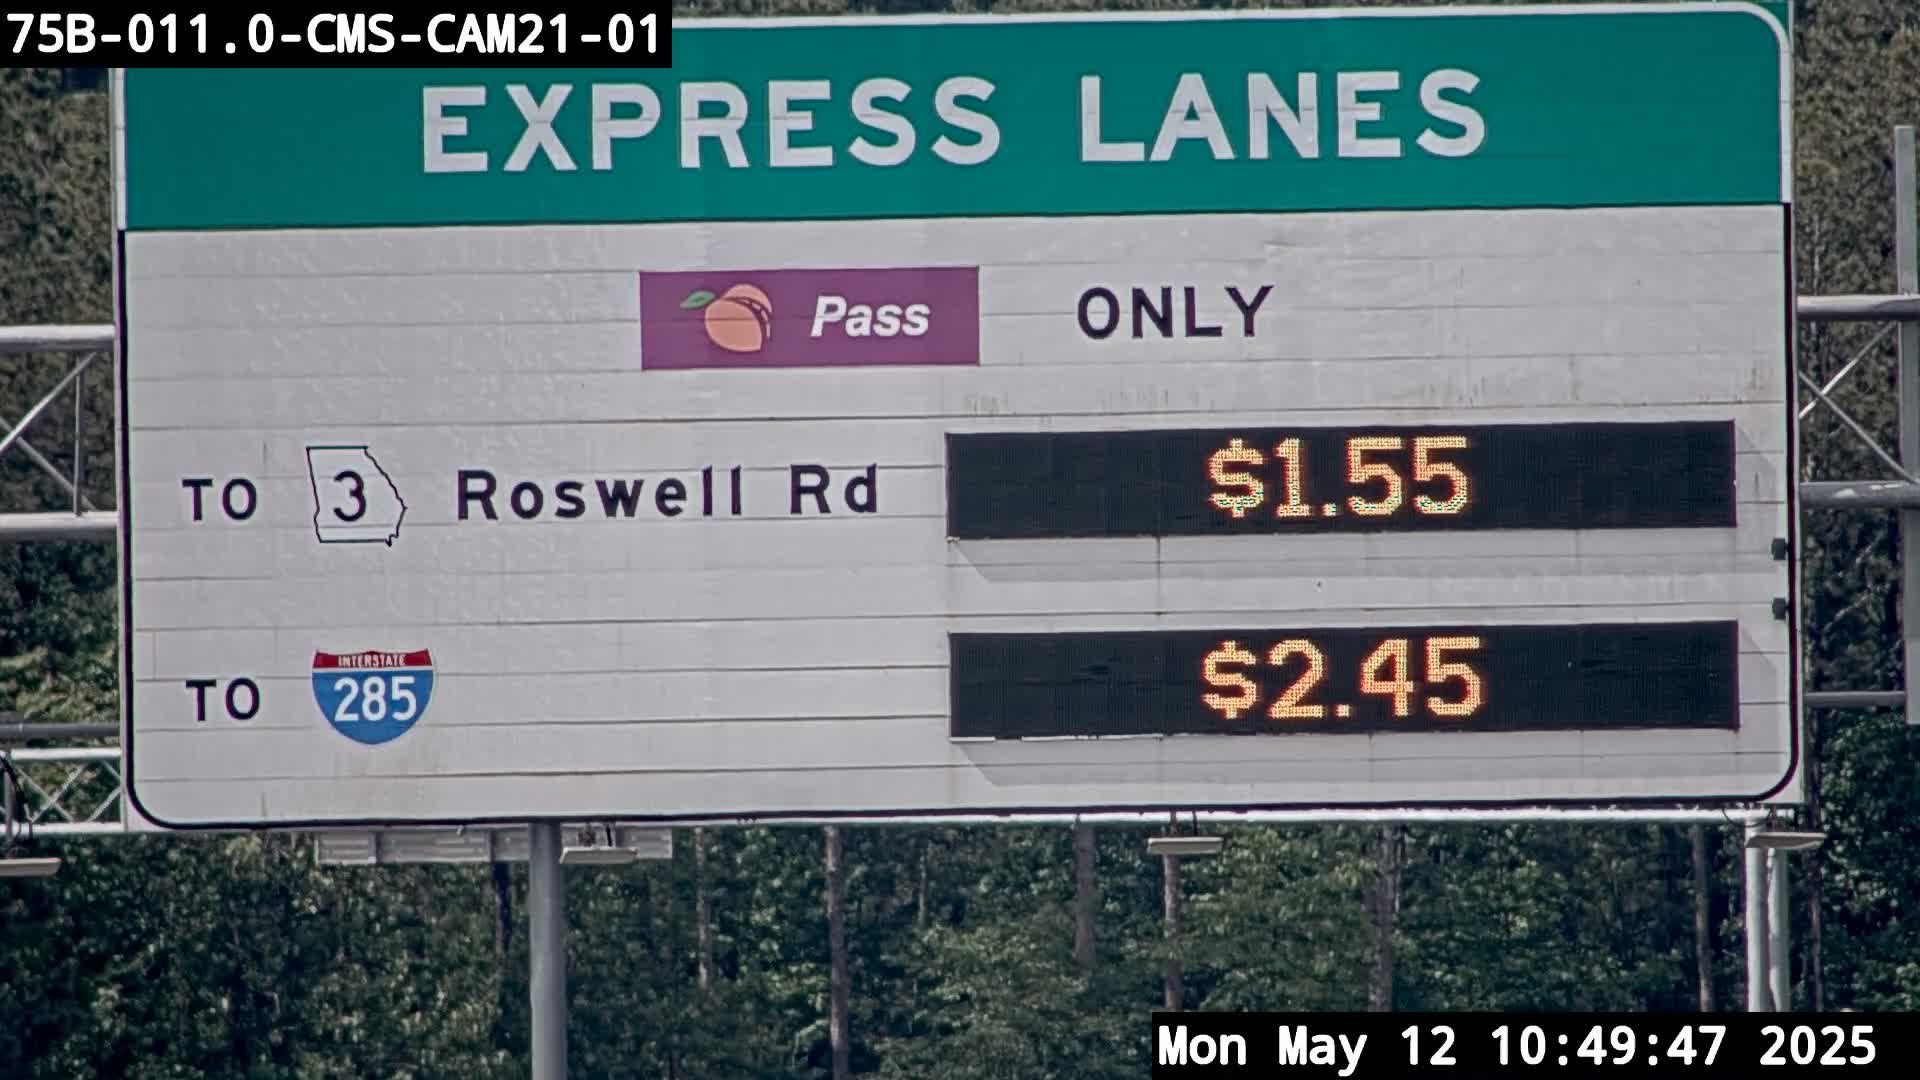 75B-011.0-CMS-CAM21-01
EXPRESS LANES
Pass ONLY
TO 3 Roswell Rd $1.55
TO INTERSTATE 285 $2.45
Mon May 12 10:49:47 2025